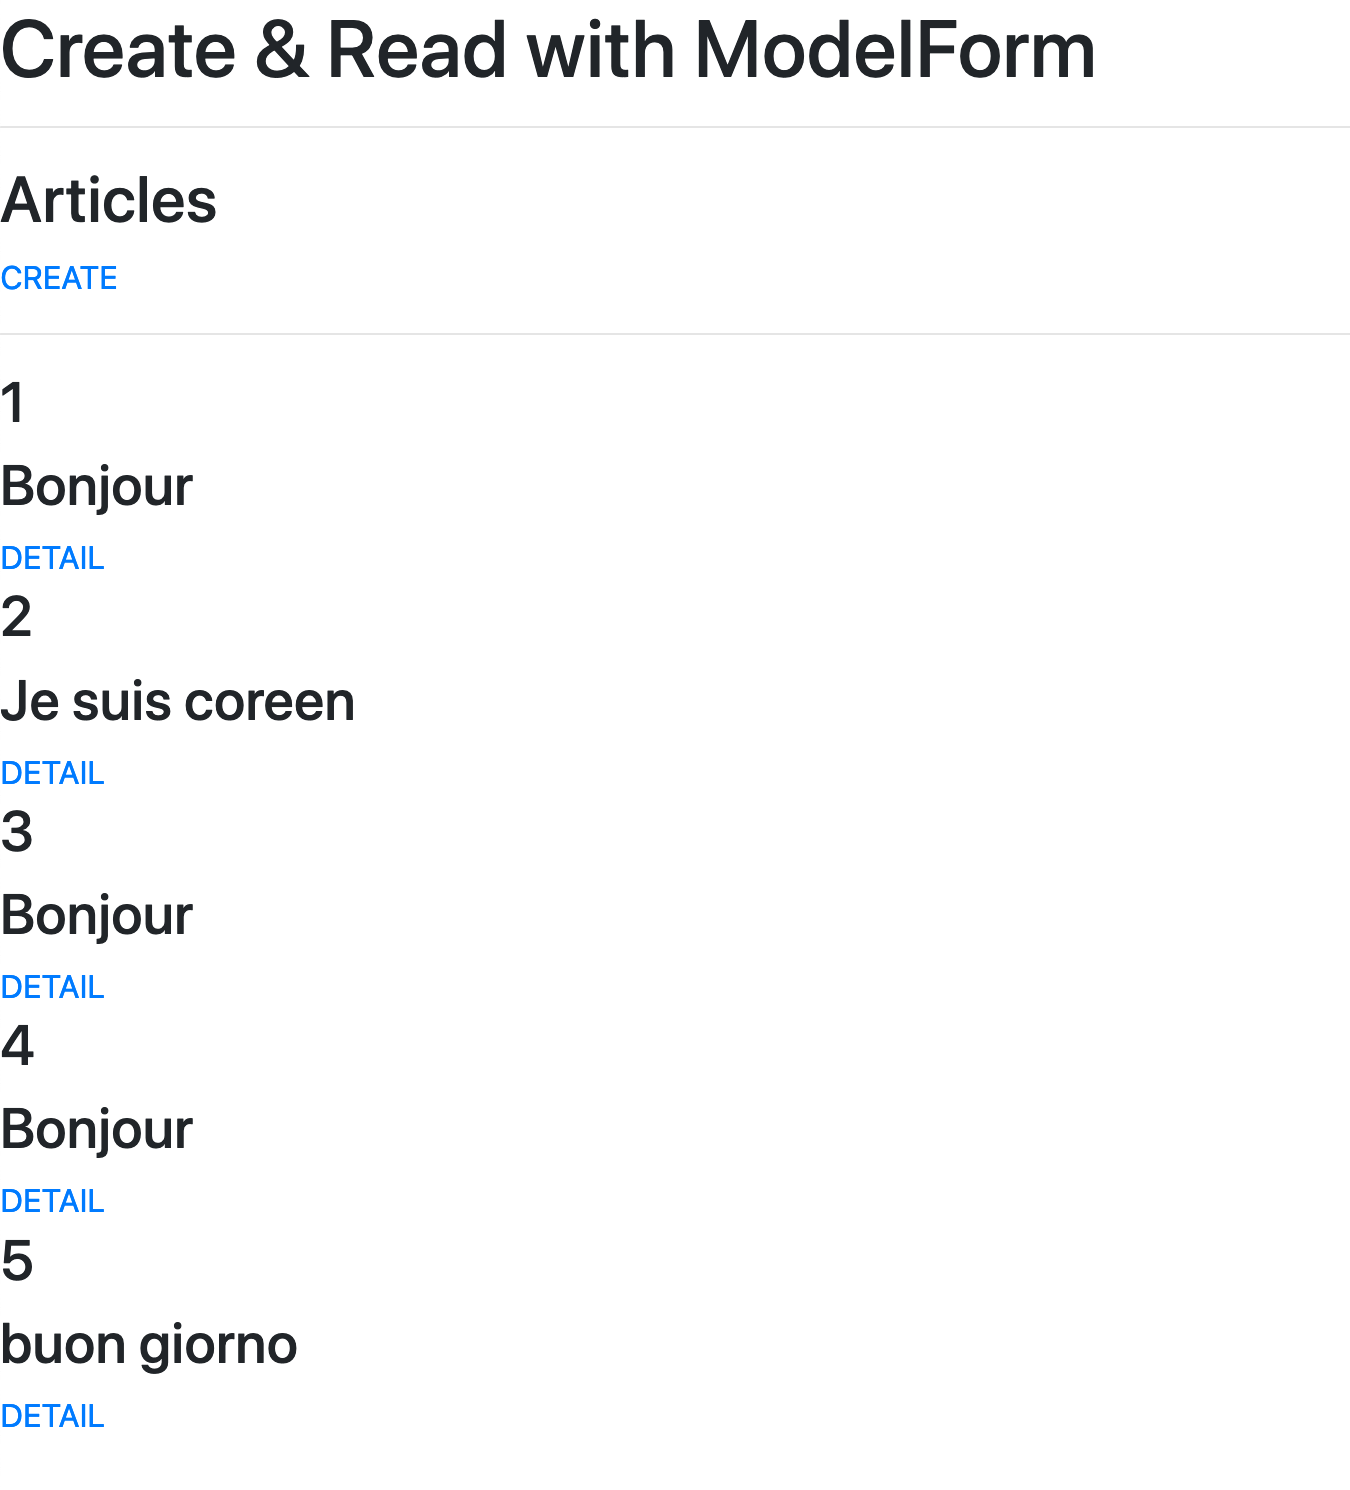 Create & Read with ModelForm
Articles
CREATE
1
Bonjour
DETAIL
2
Je suis coreen
DETAIL
3
Bonjour
DETAIL
4
Bonjour
DETAIL
5
buon giorno
DETAIL